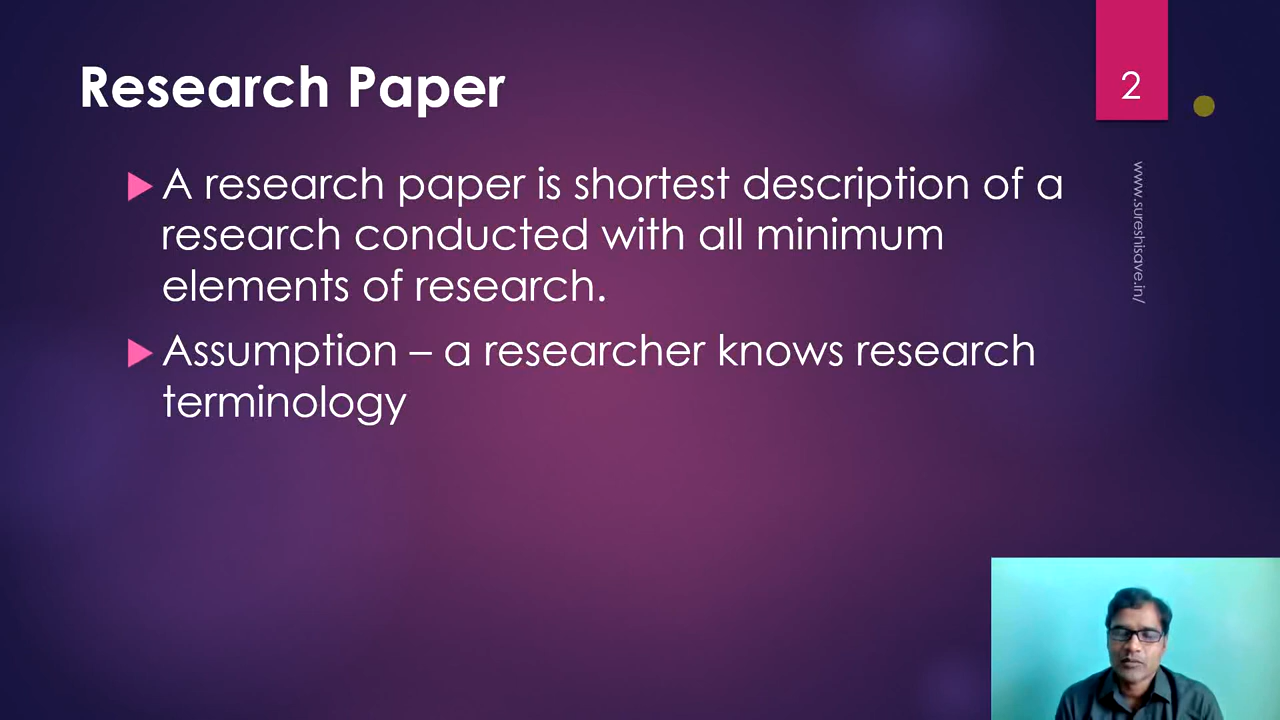 Research Paper
2
A research paper is shortest description of a
research conducted with all minimum
elements of research.
Assumption – a researcher knows research
terminology
www.sureshisave.in/